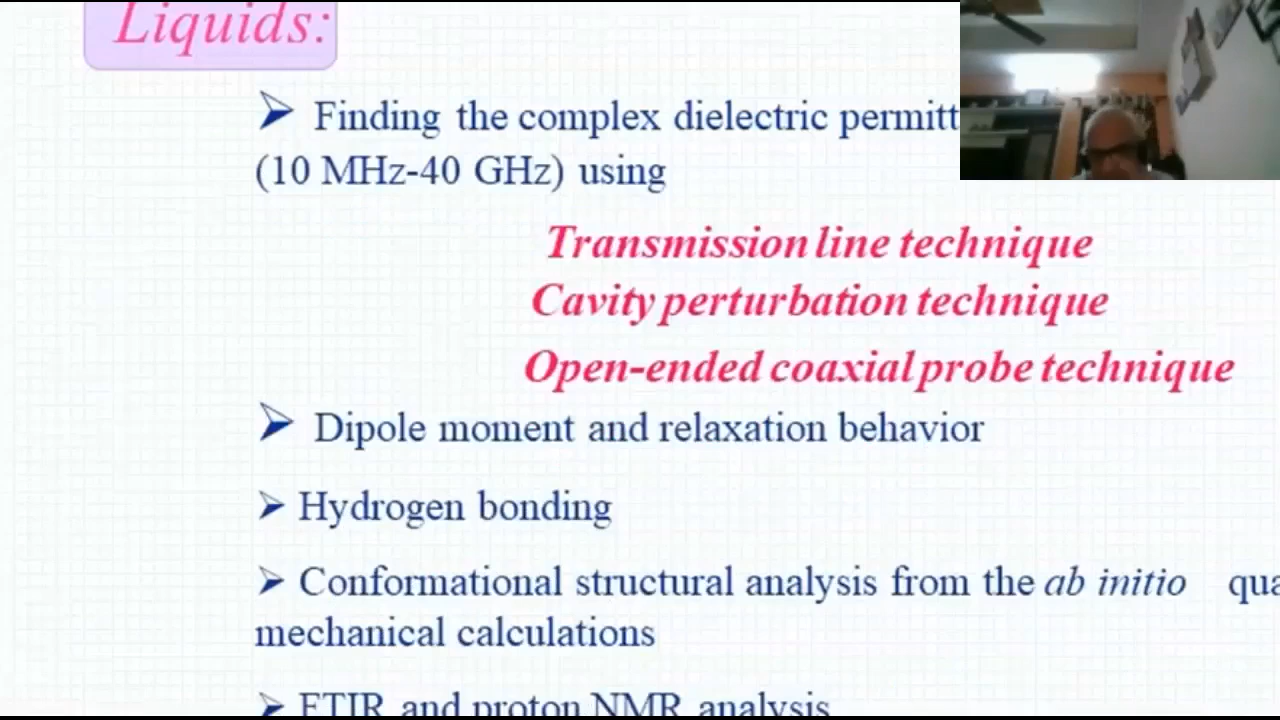 Liquids:
➢ Finding the complex dielectric permitt
(10 MHz-40 GHz) using
Transmission line technique
Cavity perturbation technique
Open-ended coaxial probe technique
➢ Dipole moment and relaxation behavior
➢ Hydrogen bonding
➢ Conformational structural analysis from the ab initio qua
mechanical calculations
➢ FTIR and proton NMR analysis